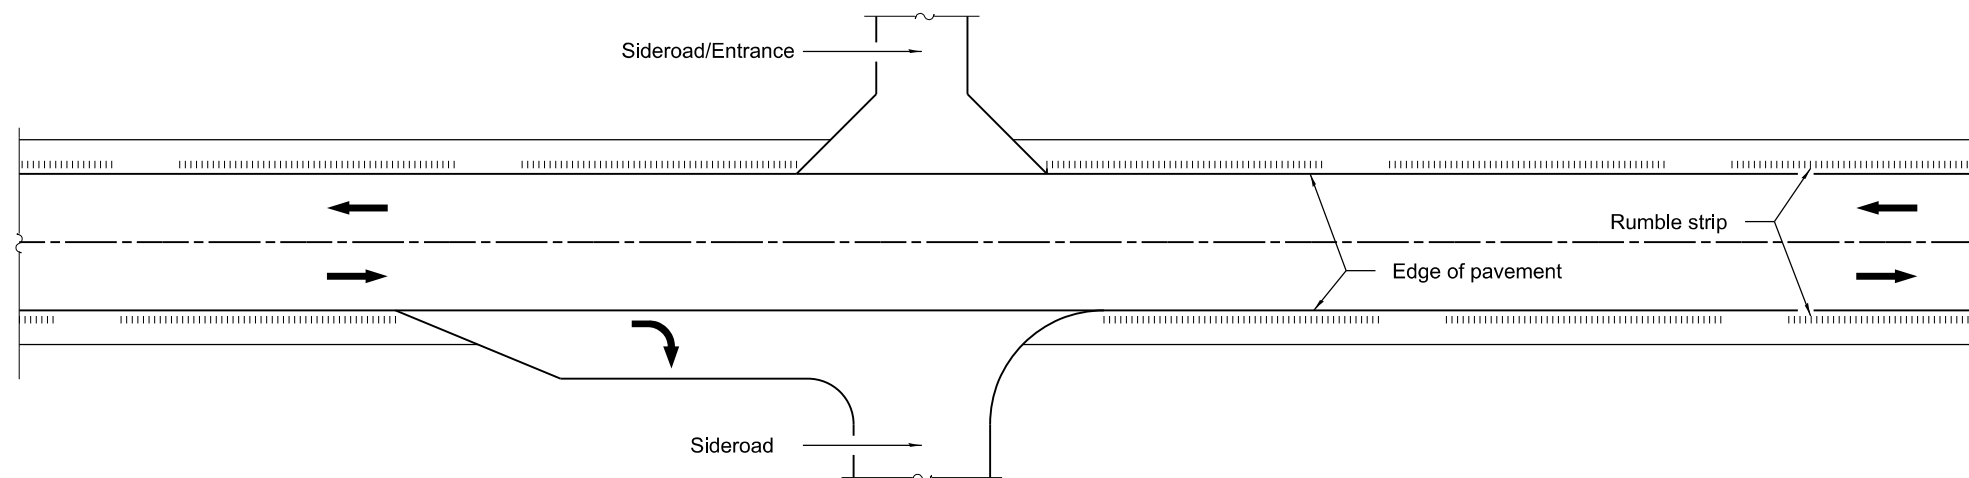 Sideroad/Entrance
Rumble strip
Edge of pavement
Sideroad